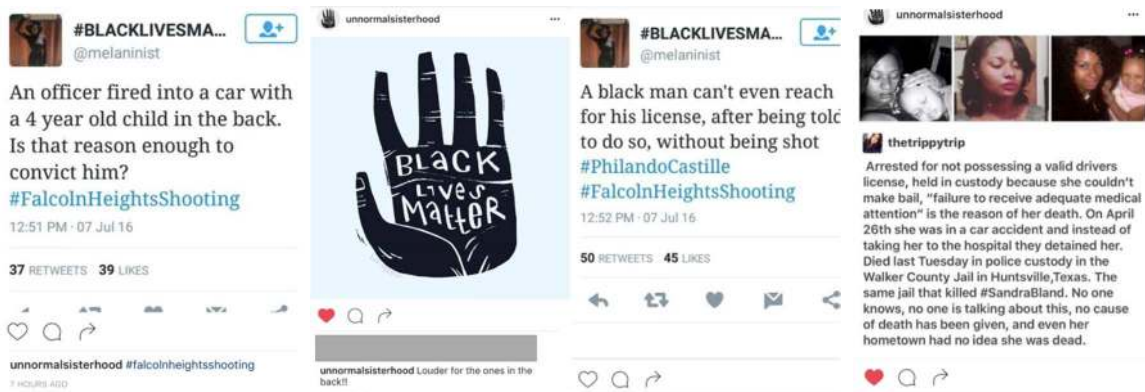 #BLACKLIVESMA...
@melaninist
An officer fired into a car with
a 4 year old child in the back.
Is that reason enough to
convict him?
#FalcolnHeightsShooting
12:51 PM · 07 Jul 16
37 RETWEETS 39 LIKES
unnormalsisterhood #falcolnheightsshooting
7 HOURS AGO
unnormalsisterhood
BLACK
LIVES
MATTER
unnormalsisterhood Louder for the ones in the
back!!
#BLACKLIVESMA...
@melaninist
A black man can't even reach
for his license, after being told
to do so, without being shot
#PhilandoCastille
#FalcolnHeightsShooting
12:52 PM · 07 Jul 16
50 RETWEETS 45 LIKES
unnormalsisterhood
thetrippytrip
Arrested for not possessing a valid drivers
license, held in custody because she couldn't
make bail, "failure to receive adequate medical
attention" is the reason of her death. On April
26th she was in a car accident and instead of
taking her to the hospital they detained her.
Died last Tuesday in police custody in the
Walker County Jail in Huntsville,Texas. The
same jail that killed #SandraBland. No one
knows, no one is talking about this, no cause
of death has been given, and even her
hometown had no idea she was dead.